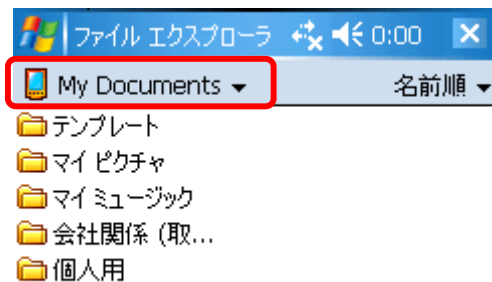 ファイル エクスプローラ 0:00
My Documents 名前順
テンプレート
マイ ピクチャ
マイ ミュージック
会社関係 (取...
個人用